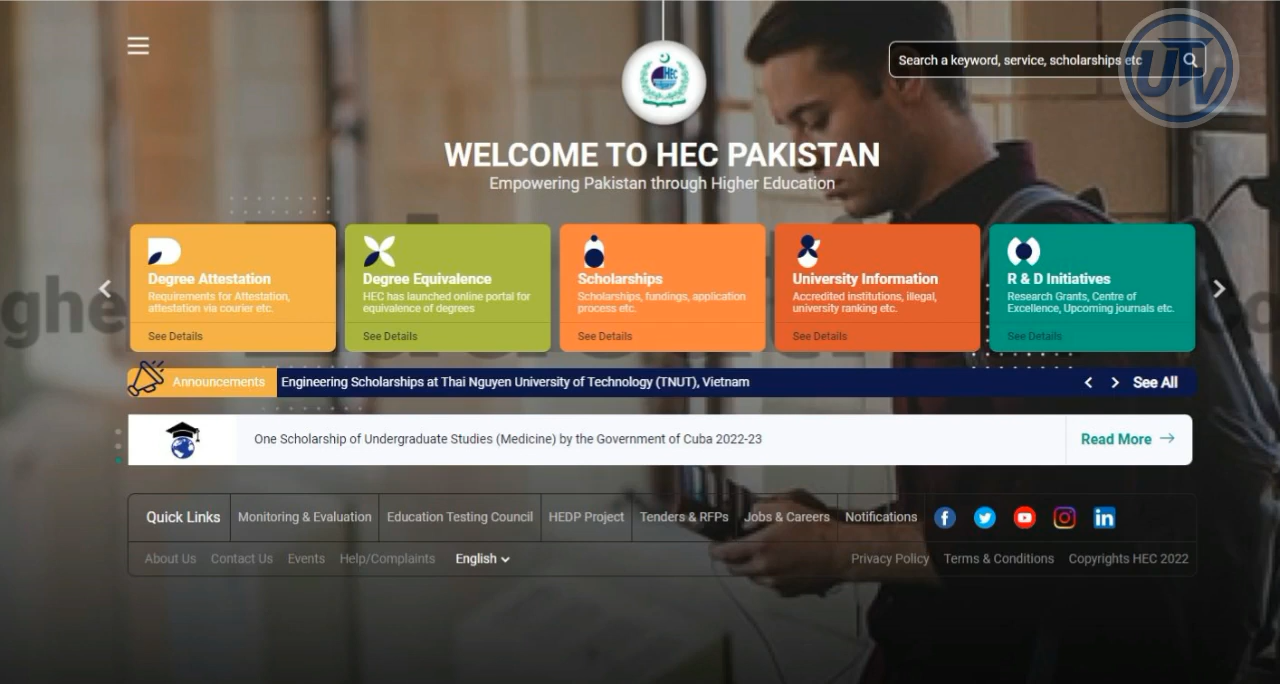 Search a keyword, service, scholarships etc
UTV
HEC
WELCOME TO HEC PAKISTAN
Empowering Pakistan through Higher Education
Degree Attestation
Requirements for Attestation,
attestation via courier etc.
See Details
Degree Equivalence
HEC has launched online portal for
equivalence of degrees
See Details
Scholarships
Scholarships, fundings, application
process etc.
See Details
University Information
Accredited institutions, illegal,
university ranking etc.
See Details
R & D Initiatives
Research Grants, Centre of
Excellence, Upcoming journals etc.
See Details
Announcements
Engineering Scholarships at Thai Nguyen University of Technology (TNUT), Vietnam
See All
One Scholarship of Undergraduate Studies (Medicine) by the Government of Cuba 2022-23
Read More
Quick Links Monitoring & Evaluation Education Testing Council HEDP Project Tenders & RFPs Jobs & Careers Notifications
About Us Contact Us Events Help/Complaints English Privacy Policy Terms & Conditions Copyrights HEC 2022